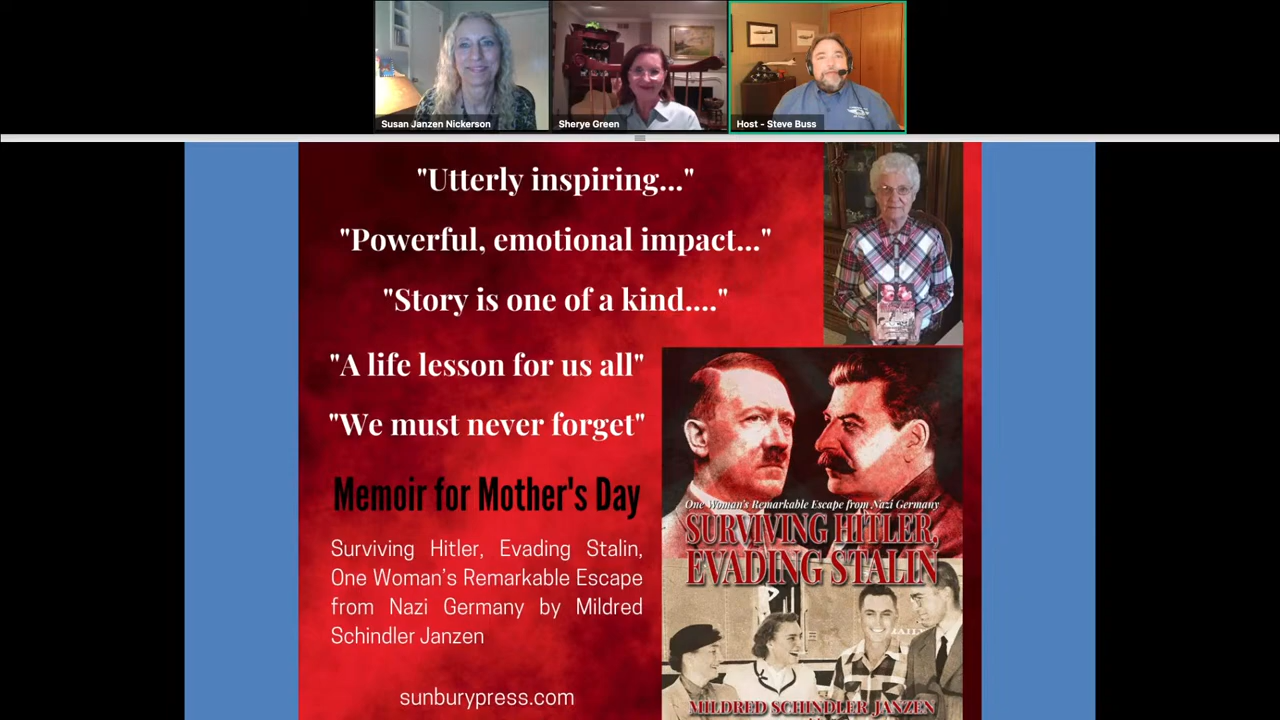 Susan Janzen Nickerson
Sherye Green
Host - Steve Buss
"Utterly inspiring..."
"Powerful, emotional impact..."
"Story is one of a kind...."
"A life lesson for us all"
"We must never forget"
Memoir for Mother's Day
Surviving Hitler, Evading Stalin,
One Woman's Remarkable Escape
from Nazi Germany by Mildred
Schindler Janzen
sunburypress.com
One Woman's Remarkable Escape from Nazi Germany
SURVIVING HITLER,
EVADING STALIN
MILDRED SCHINDLER JANZEN